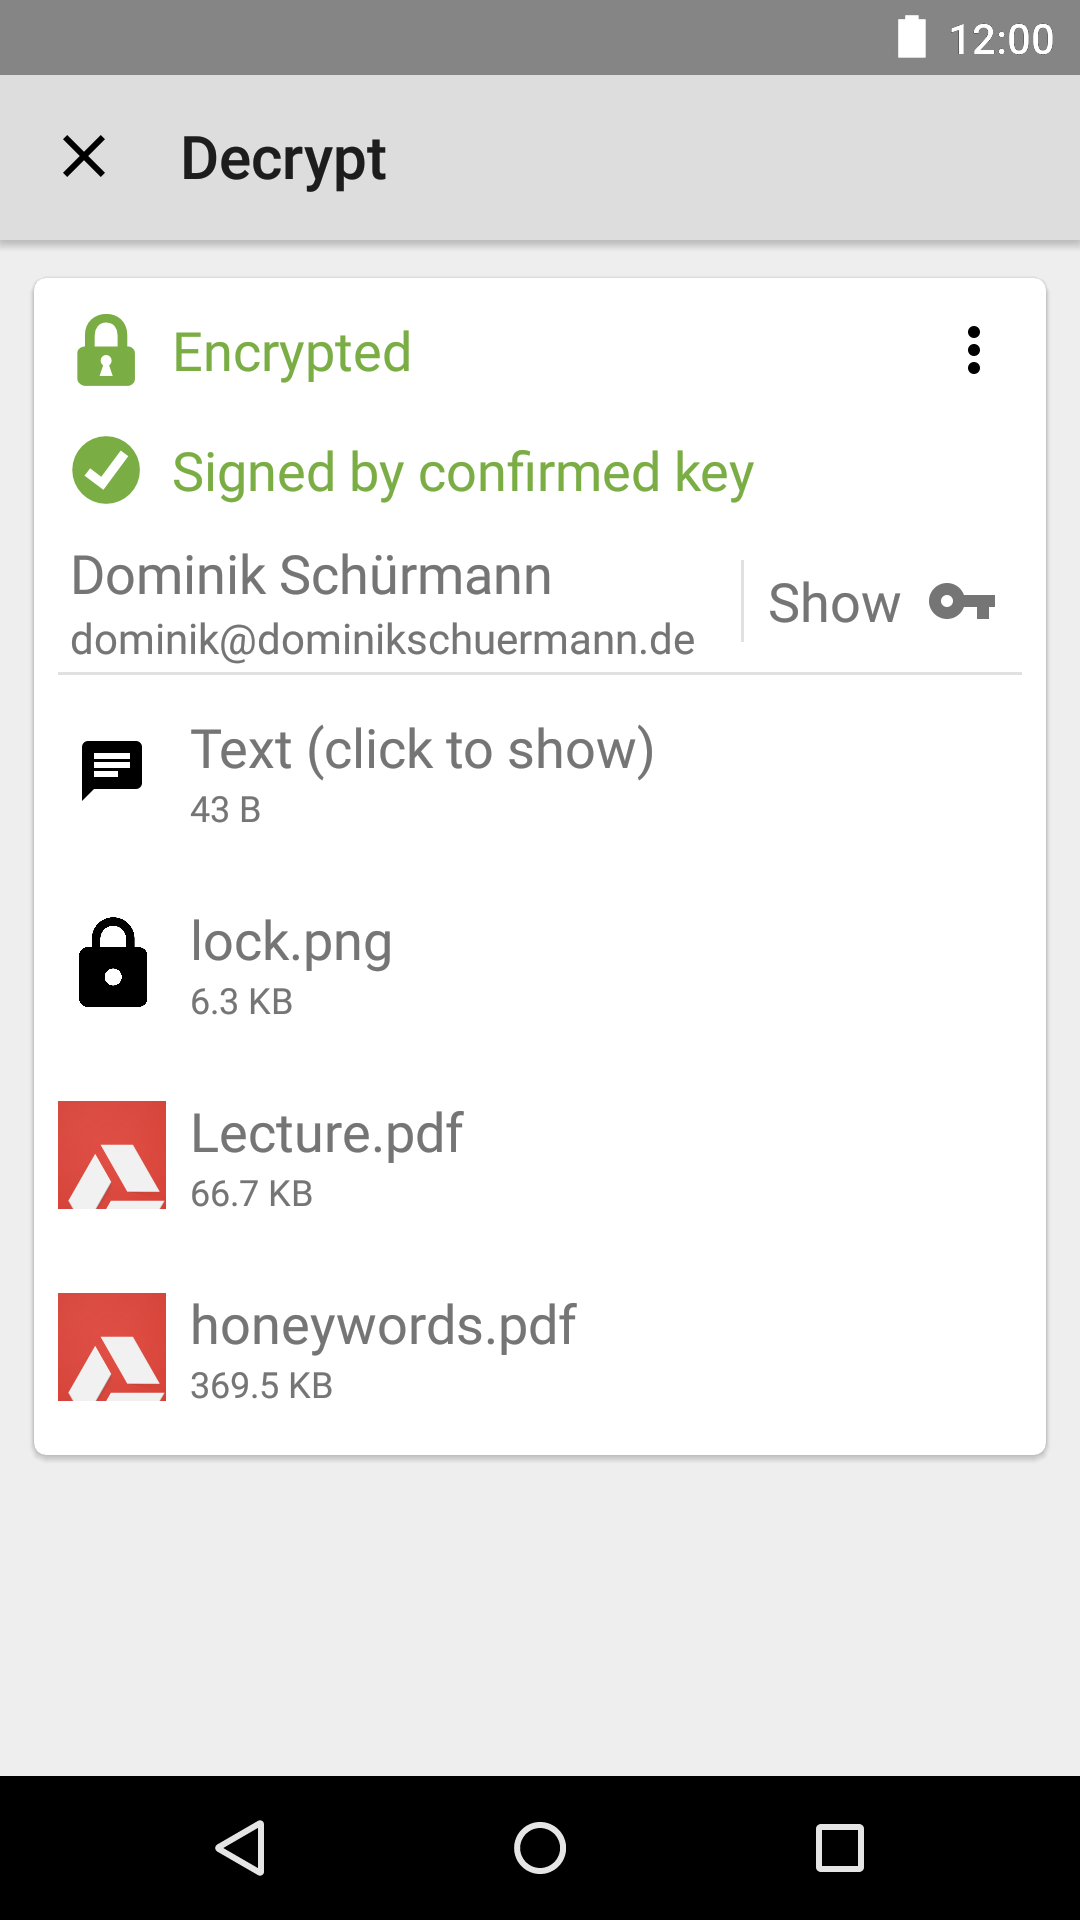 12:00
Decrypt
Encrypted
Signed by confirmed key
Dominik Schürmann
dominik@dominikschuermann.de
Show
Text (click to show)
43 B
lock.png
6.3 KB
Lecture.pdf
66.7 KB
honeywords.pdf
369.5 KB